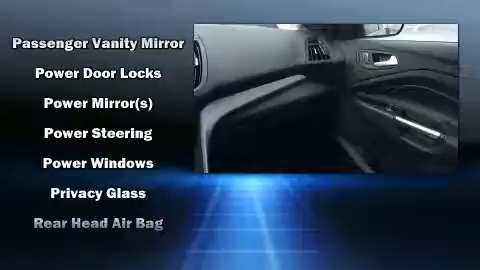 Passenger Vanity Mirror
Power Door Locks
Power Mirror(s)
Power Steering
Power Windows
Privacy Glass
Rear Head Air Bag